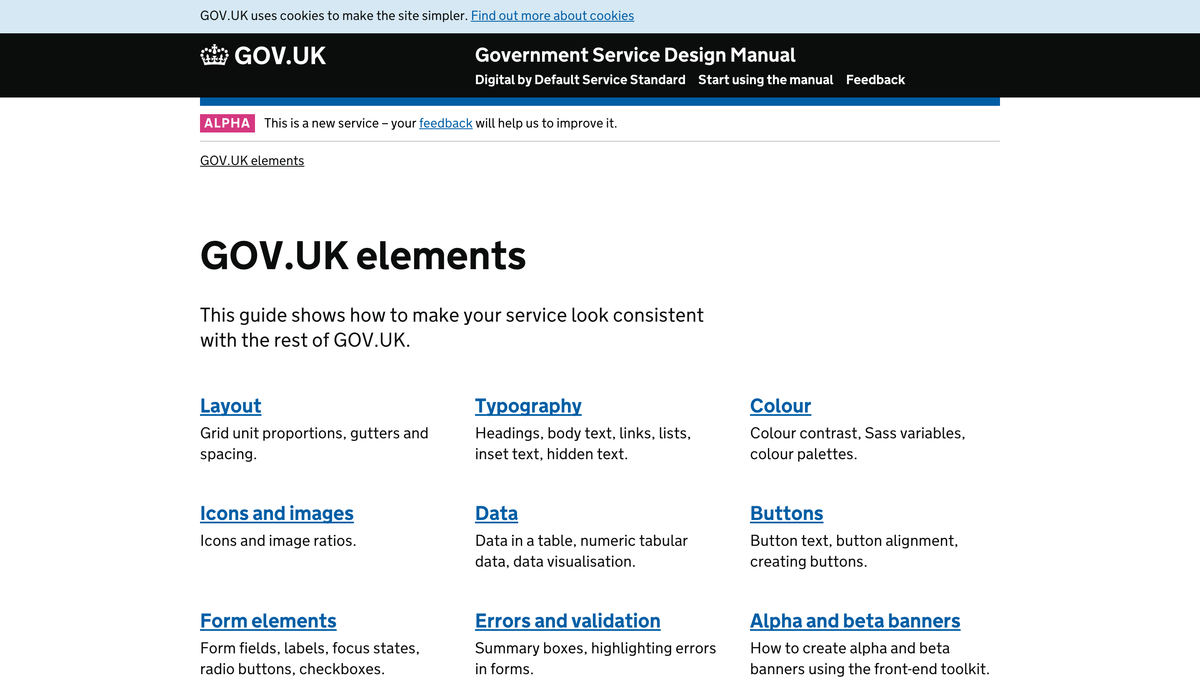 GOV.UK uses cookies to make the site simpler. Find out more about cookies
GOV.UK
Government Service Design Manual
Digital by Default Service Standard Start using the manual Feedback
ALPHA This is a new service – your feedback will help us to improve it.
GOV.UK elements
GOV.UK elements
This guide shows how to make your service look consistent
with the rest of GOV.UK.
Layout
Grid unit proportions, gutters and
spacing.
Typography
Headings, body text, links, lists,
inset text, hidden text.
Colour
Colour contrast, Sass variables,
colour palettes.
Icons and images
Icons and image ratios.
Data
Data in a table, numeric tabular
data, data visualisation.
Buttons
Button text, button alignment,
creating buttons.
Form elements
Form fields, labels, focus states,
radio buttons, checkboxes.
Errors and validation
Summary boxes, highlighting errors
in forms.
Alpha and beta banners
How to create alpha and beta
banners using the front-end toolkit.